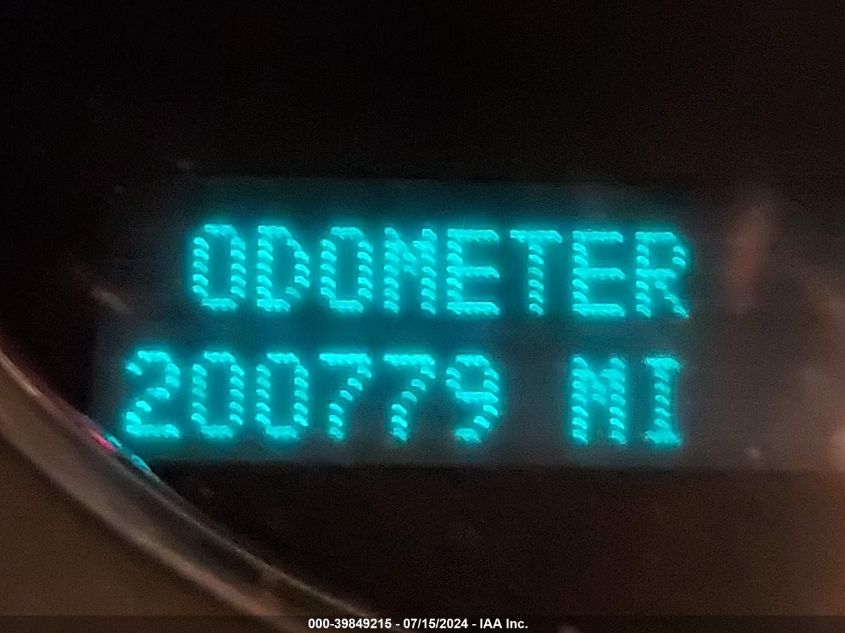 ODOMETER
200779 MI
000-39849215 - 07/15/2024 - IAA Inc.